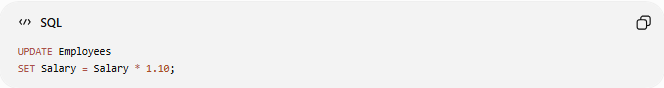 </> SQL
UPDATE Employees
SET Salary = Salary * 1.10;